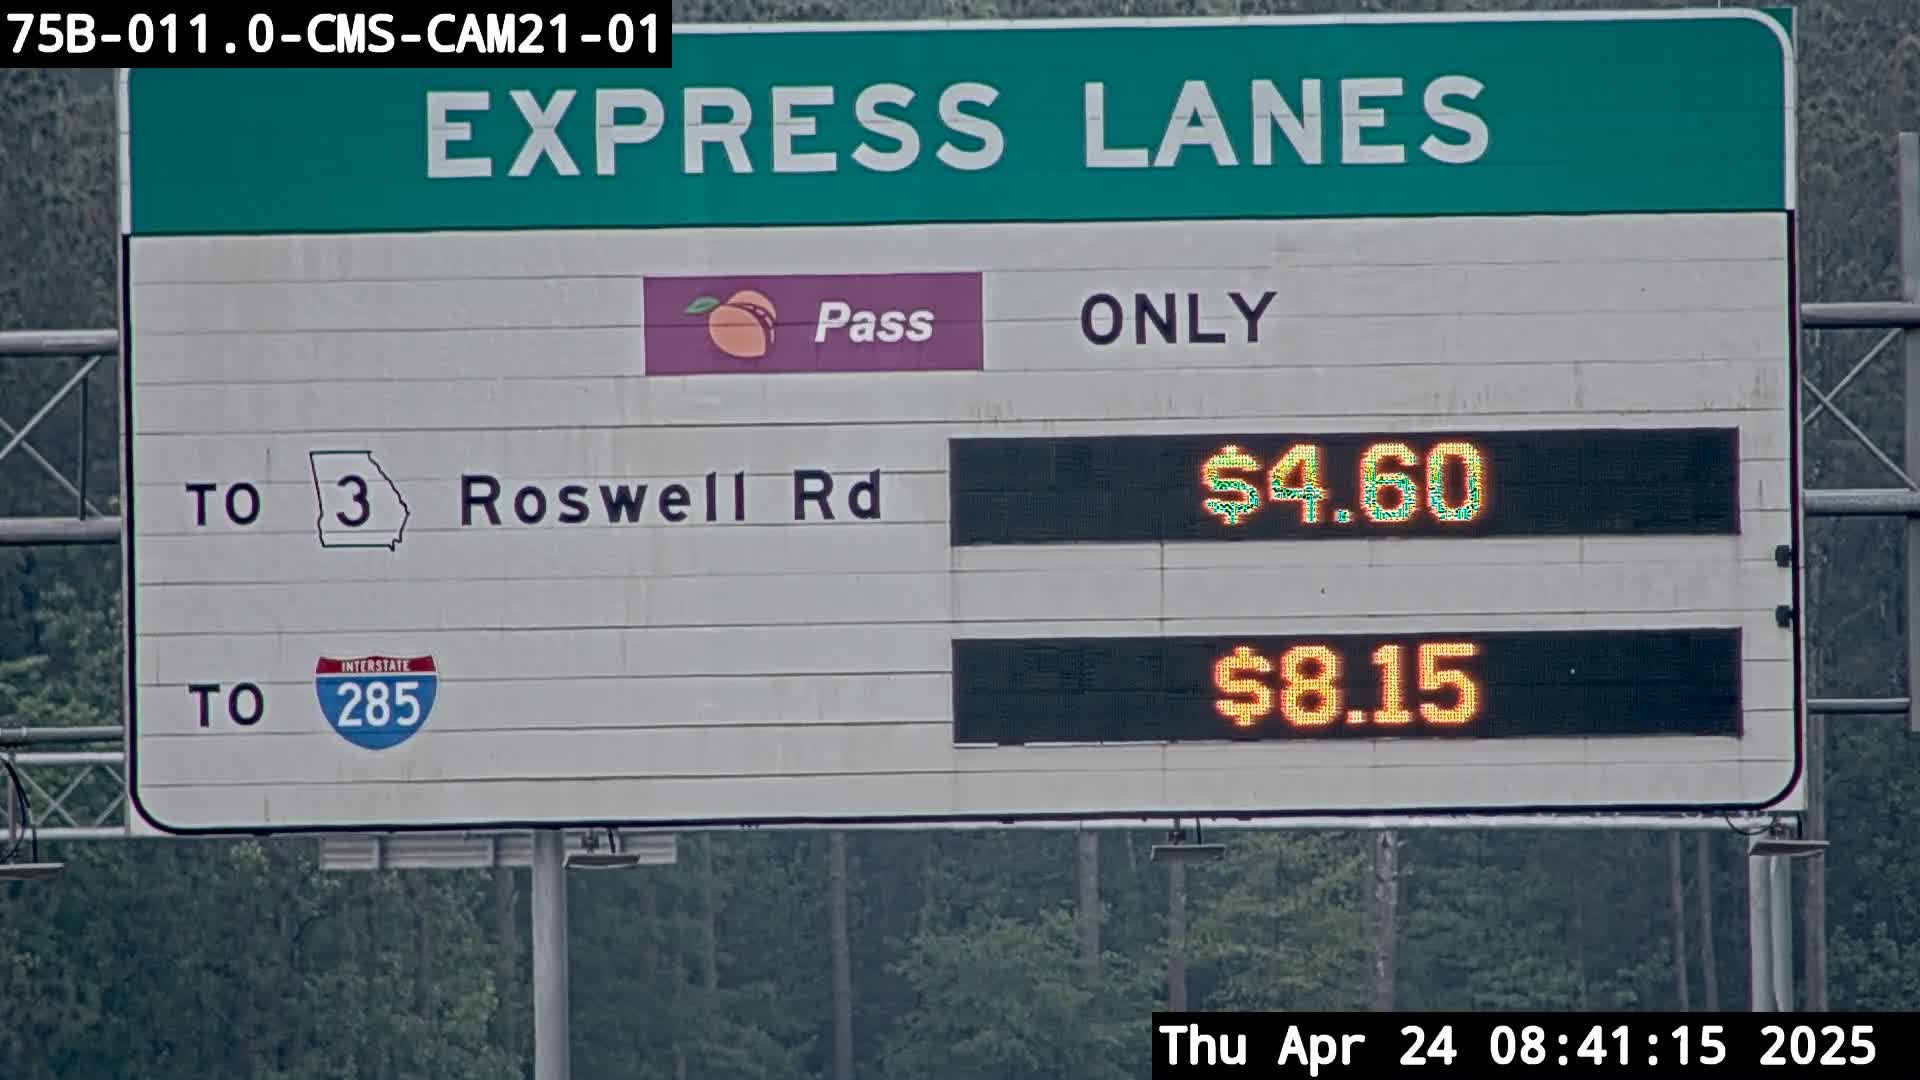 75B-011.0-CMS-CAM21-01
EXPRESS LANES
Pass ONLY
TO 3 Roswell Rd $4.60
INTERSTATE
TO 285 $8.15
Thu Apr 24 08:41:15 2025